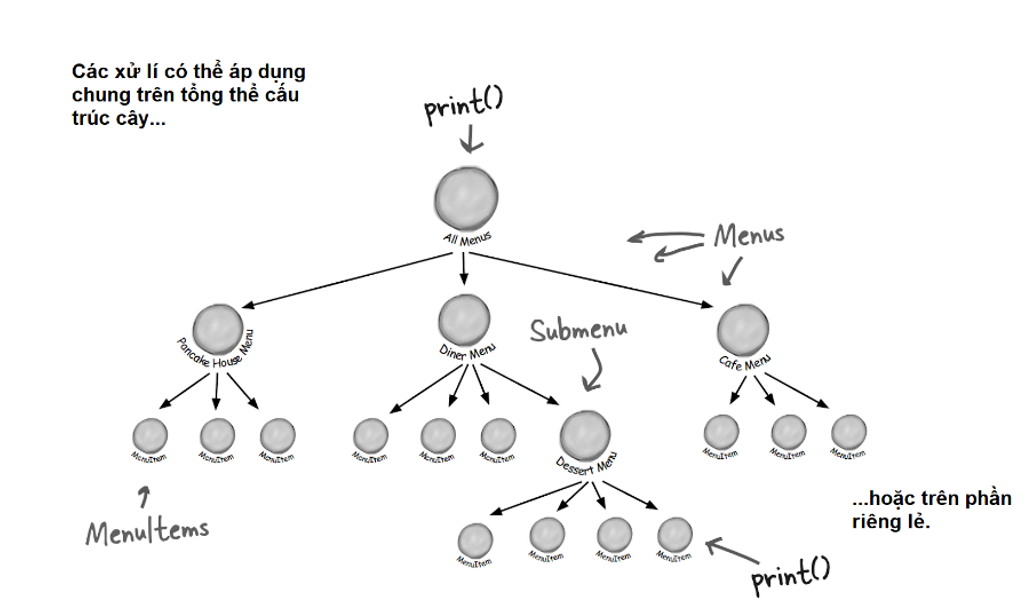 Các xử lí có thể áp dụng
chung trên tổng thể cấu
trúc cây...
print()
All Menus
Menus
Pancake House Menu
Diner Menu
Submenu
Cafe Menu
MenuItem
MenuItem
MenuItem
MenuItem
MenuItem
MenuItem
Dessert Menu
MenuItem
MenuItem
MenuItem
MenuItems
...hoặc trên phần
riêng lẻ.
MenuItem
MenuItem
MenuItem
MenuItem
print()